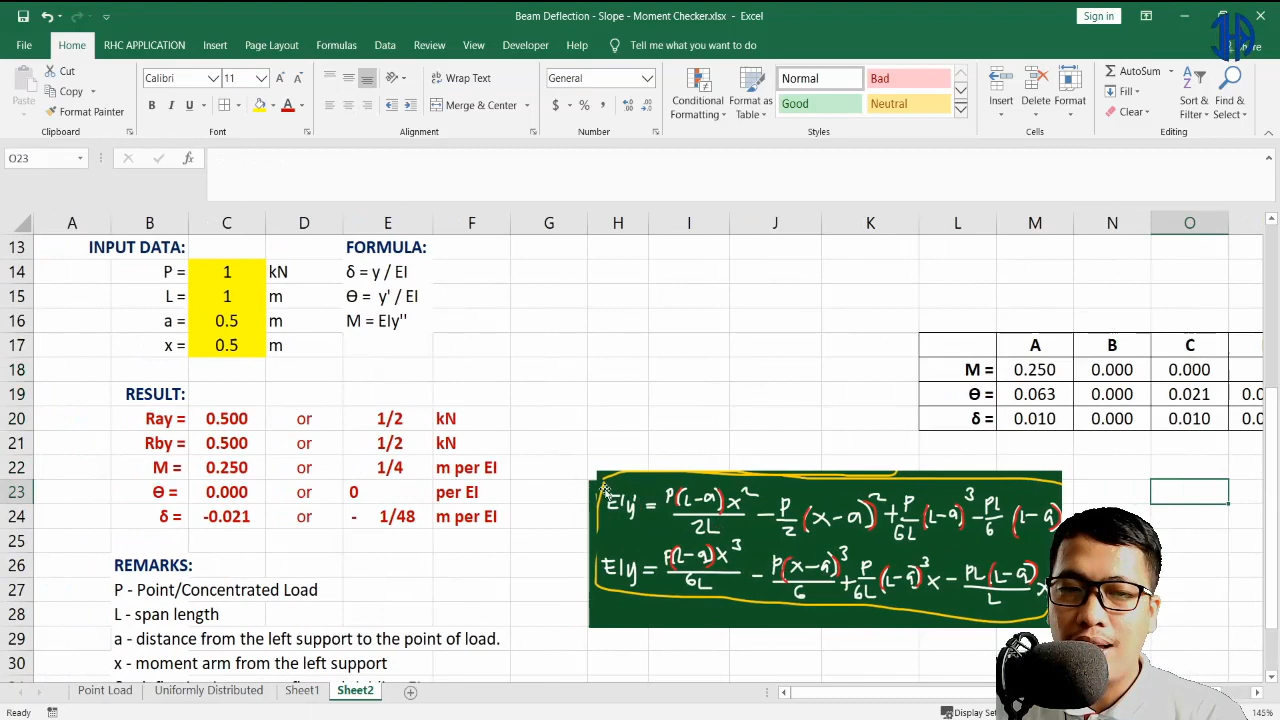 Beam Deflection - Slope - Moment Checker.xlsx - Excel
Sign in
File Home RHC APPLICATION Insert Page Layout Formulas Data Review View Developer Help Tell me what you want to do Share
Paste
Cut
Copy
Format Painter
Calibri 11
B I U
Wrap Text
Merge & Center
General
$ % ,
Conditional Formatting
Format as Table
Normal Bad
Good Neutral
Insert Delete Format
AutoSum
Fill
Clear
Sort & Filter
Find & Select
Clipboard Font Alignment Number Styles Cells Editing
O23 fx
A B C D E F G H I J K L M N O
13 INPUT DATA: FORMULA:
14 P = 1 kN δ = y / EI
15 L = 1 m Ɵ = y' / EI
16 a = 0.5 m M = EIy''
17 x = 0.5 m A B C
18 M = 0.250 0.000 0.000
19 RESULT: Ɵ = 0.063 0.000 0.021 0.0
20 Ray = 0.500 or 1/2 kN δ = 0.010 0.000 0.010 0.0
21 Rby = 0.500 or 1/2 kN
22 M = 0.250 or 1/4 m per EI
23 Ɵ = 0.000 or 0 per EI
24 δ = -0.021 or - 1/48 m per EI
25
26 REMARKS:
27 P - Point/Concentrated Load
28 L - span length
29 a - distance from the left support to the point of load.
30 x - moment arm from the left support
EIy' = P(L-a)x² / 2L - P/2 (x-a)² + P/6L (L-a)³ - PL/6 (L-a)
EIy = P(L-a)x³ / 6L - P(x-a)³ / 6 + P/6L (L-a)³x - PL(L-a) / L x
Point Load Uniformly Distributed Sheet1 Sheet2
Ready Display Set 145%